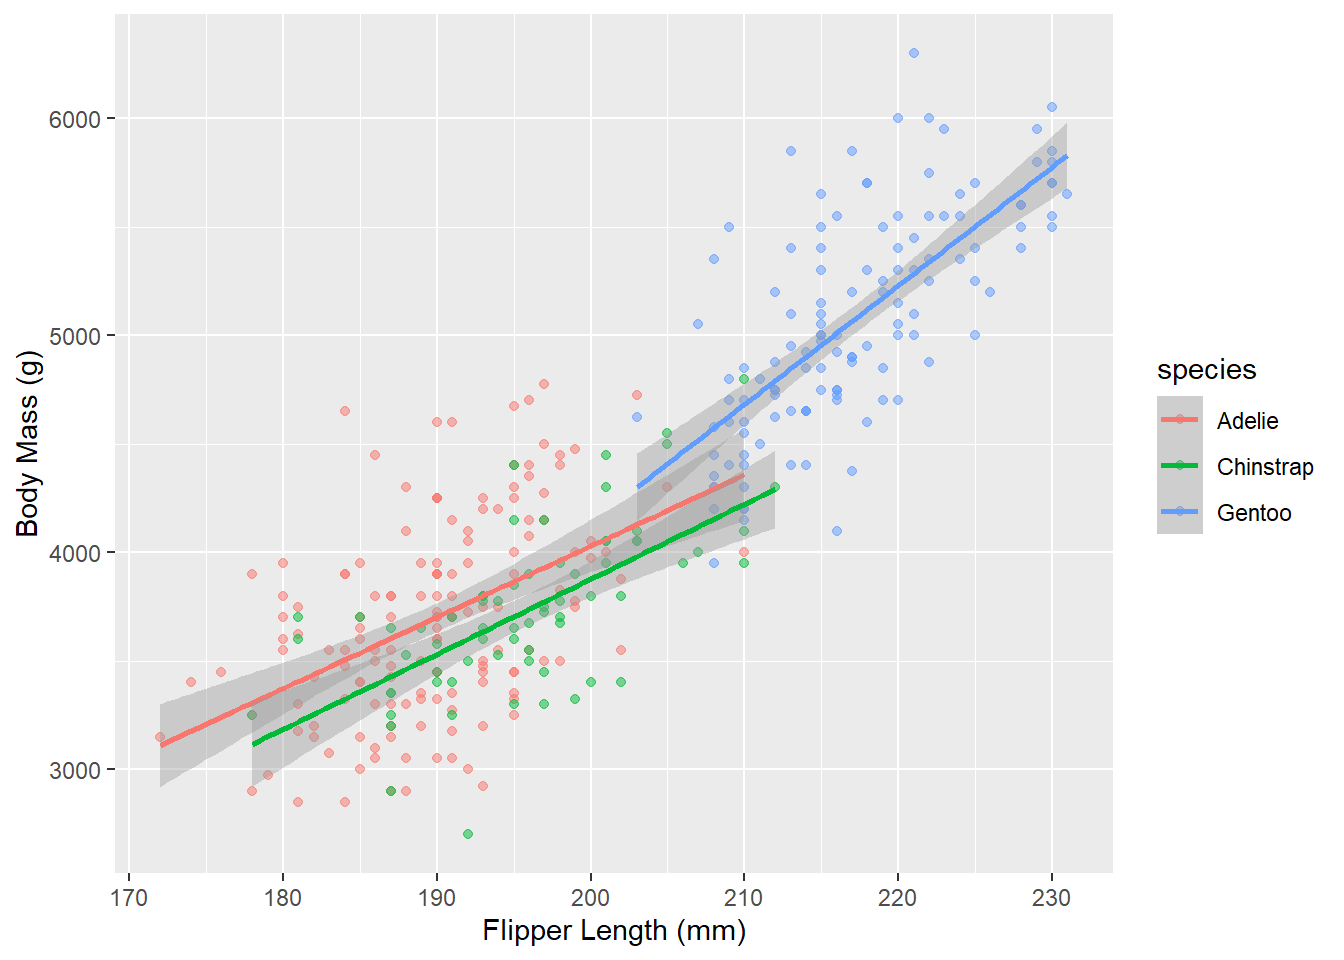 6000
5000
4000
3000
Body Mass (g)
170 180 190 200 210 220 230
Flipper Length (mm)
species
Adelie
Chinstrap
Gentoo